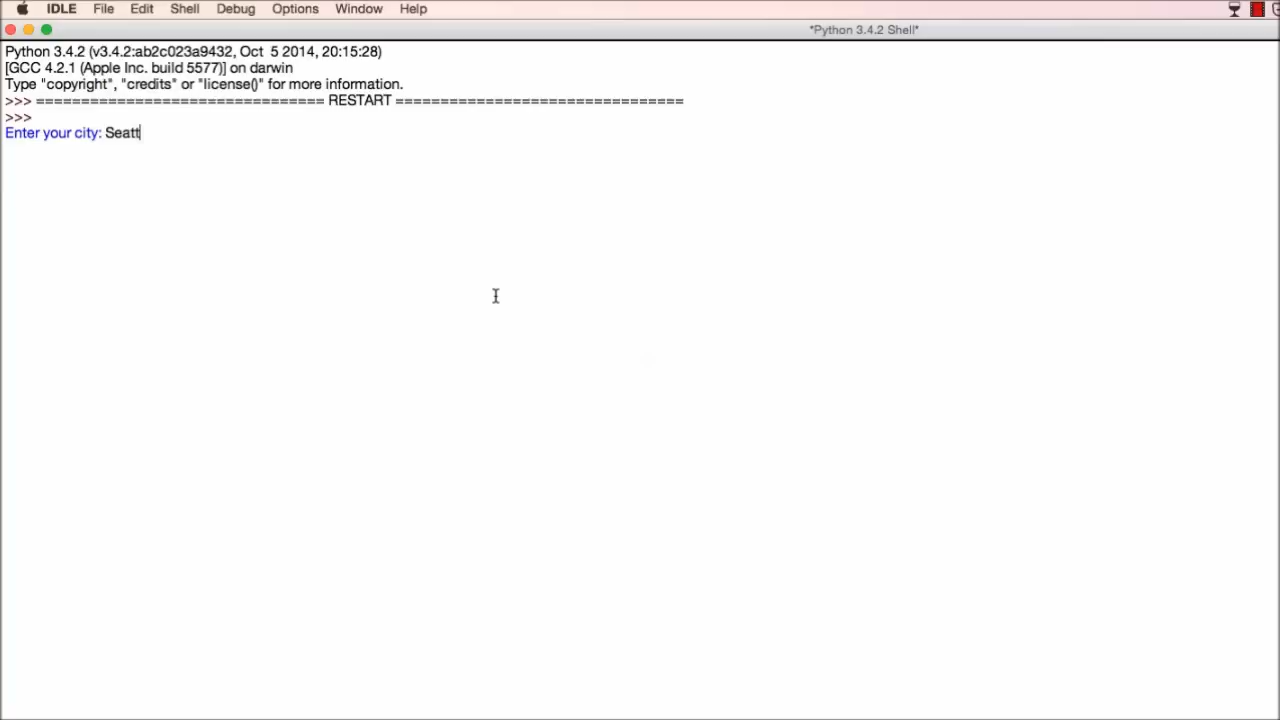 IDLE File Edit Shell Debug Options Window Help
*Python 3.4.2 Shell*
Python 3.4.2 (v3.4.2:ab2c023a9432, Oct  5 2014, 20:15:28)
[GCC 4.2.1 (Apple Inc. build 5577)] on darwin
Type "copyright", "credits" or "license()" for more information.
>>> ================================ RESTART ================================
>>>
Enter your city: Seatt